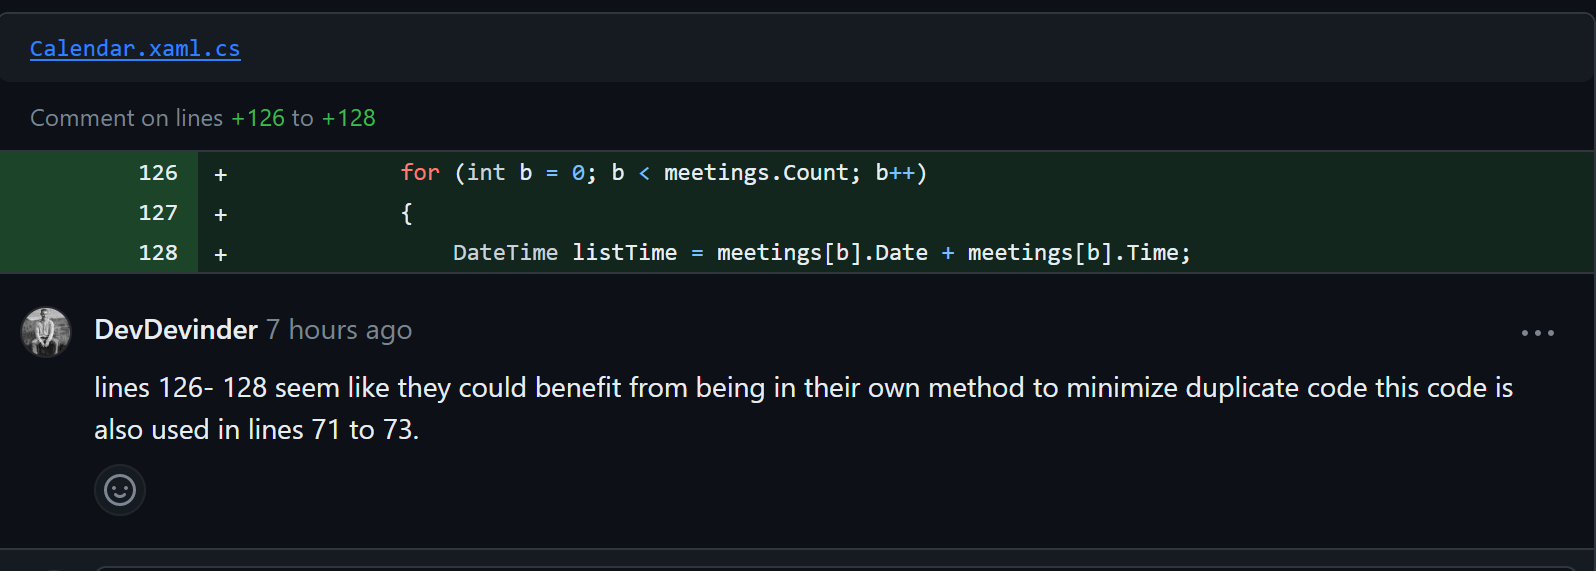 Calendar.xaml.cs
Comment on lines +126 to +128
126 + for (int b = 0; b < meetings.Count; b++)
127 + {
128 + DateTime listTime = meetings[b].Date + meetings[b].Time;
DevDevinder 7 hours ago
lines 126- 128 seem like they could benefit from being in their own method to minimize duplicate code this code is
also used in lines 71 to 73.